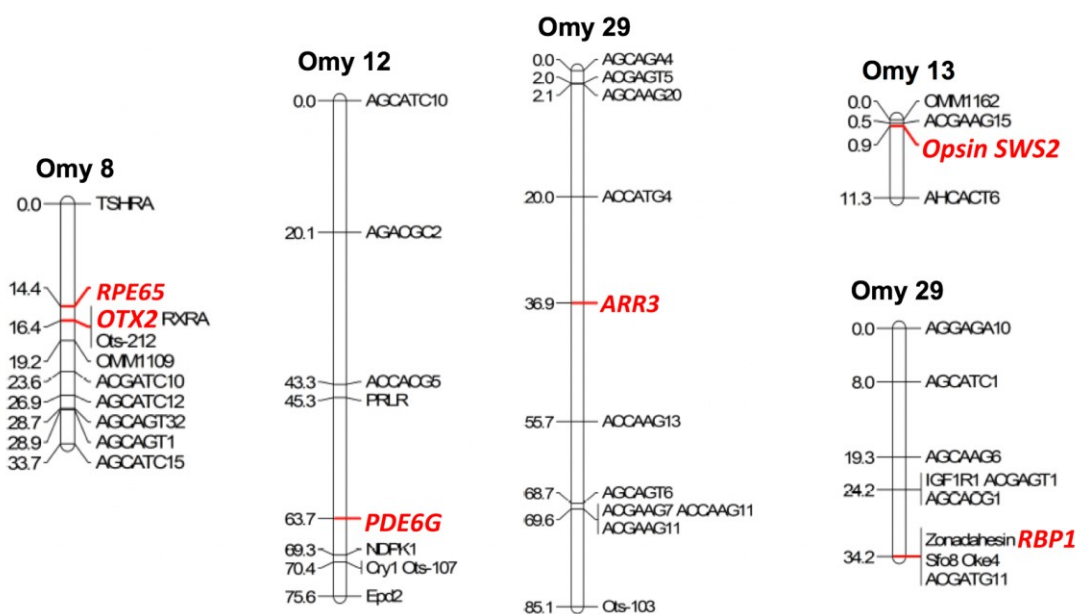 Omy 8
0.0 TSHRA
14.4 RPE65
16.4 OTX2 RXRA
Ots-212
19.2 OMM1109
23.6 ACGATC10
26.9 AGCATC12
28.7 AGCAGT32
28.9 AGCAGT1
33.7 AGCATC15
Omy 12
0.0 AGCATC10
20.1 AGACGC2
43.3 ACCACG5
45.3 PRLR
63.7 PDE6G
69.3 NDPK1
70.4 Cry1 Ots-107
75.6 Epd2
Omy 29
0.0 AGCAGA4
2.0 ACGAGT5
2.1 AGCAAG20
20.0 ACCATG4
36.9 ARR3
55.7 ACCAAG13
68.7 AGCAGT6
69.6 ACGAAG7 ACCAAG11
ACGAAG11
85.1 Ots-103
Omy 13
0.0 OMM1162
0.5 ACGAAG15
0.9 Opsin SWS2
11.3 AHCACT6
Omy 29
0.0 AGGAGA10
8.0 AGCATC1
19.3 AGCAAG6
24.2 IGF1R1 ACGAGT1
AGCACG1
Zonadahesin RBP1
34.2 Sfo8 Oke4
ACGATG11